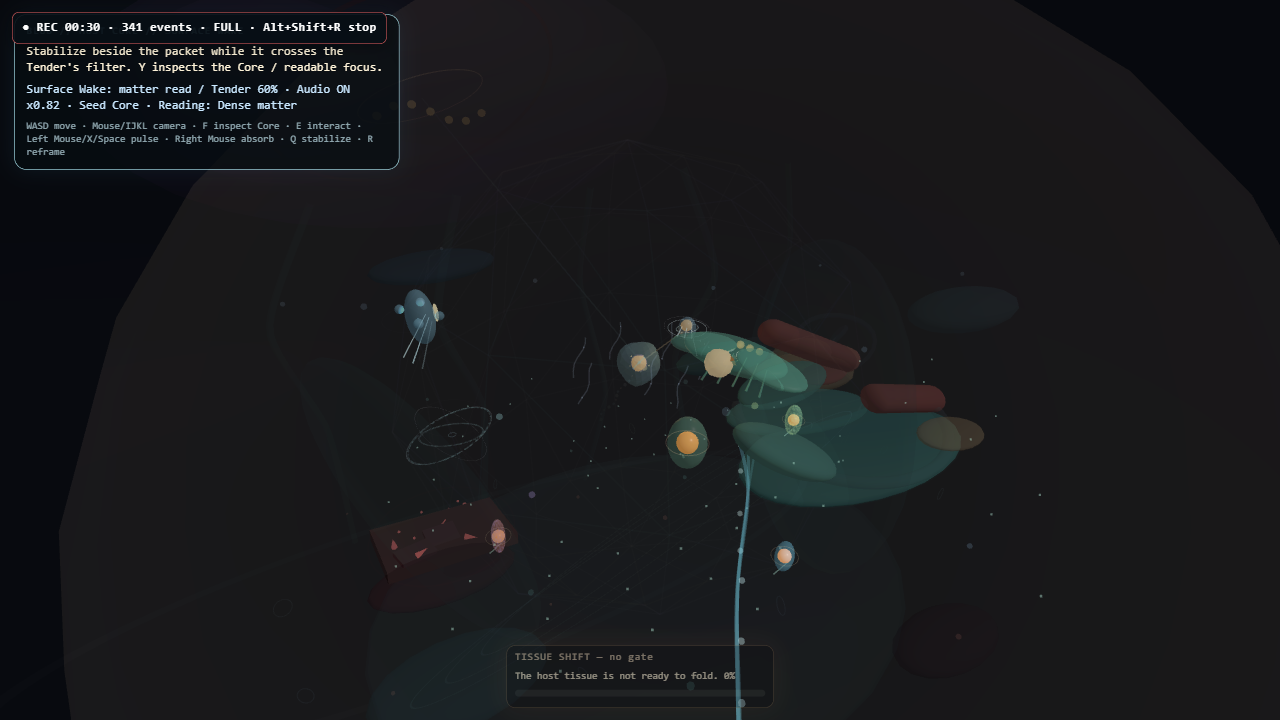 ● REC 00:30 · 341 events · FULL · Alt+Shift+R stop
Stabilize beside the packet while it crosses the
Tender's filter. Y inspects the Core / readable focus.
Surface Wake: matter read / Tender 60% · Audio ON
x0.82 · Seed Core · Reading: Dense matter
WASD move · Mouse/IJKL camera · F inspect Core · E interact ·
Left Mouse/X/Space pulse · Right Mouse absorb · Q stabilize · R
reframe
TISSUE SHIFT — no gate
The host tissue is not ready to fold. 0%